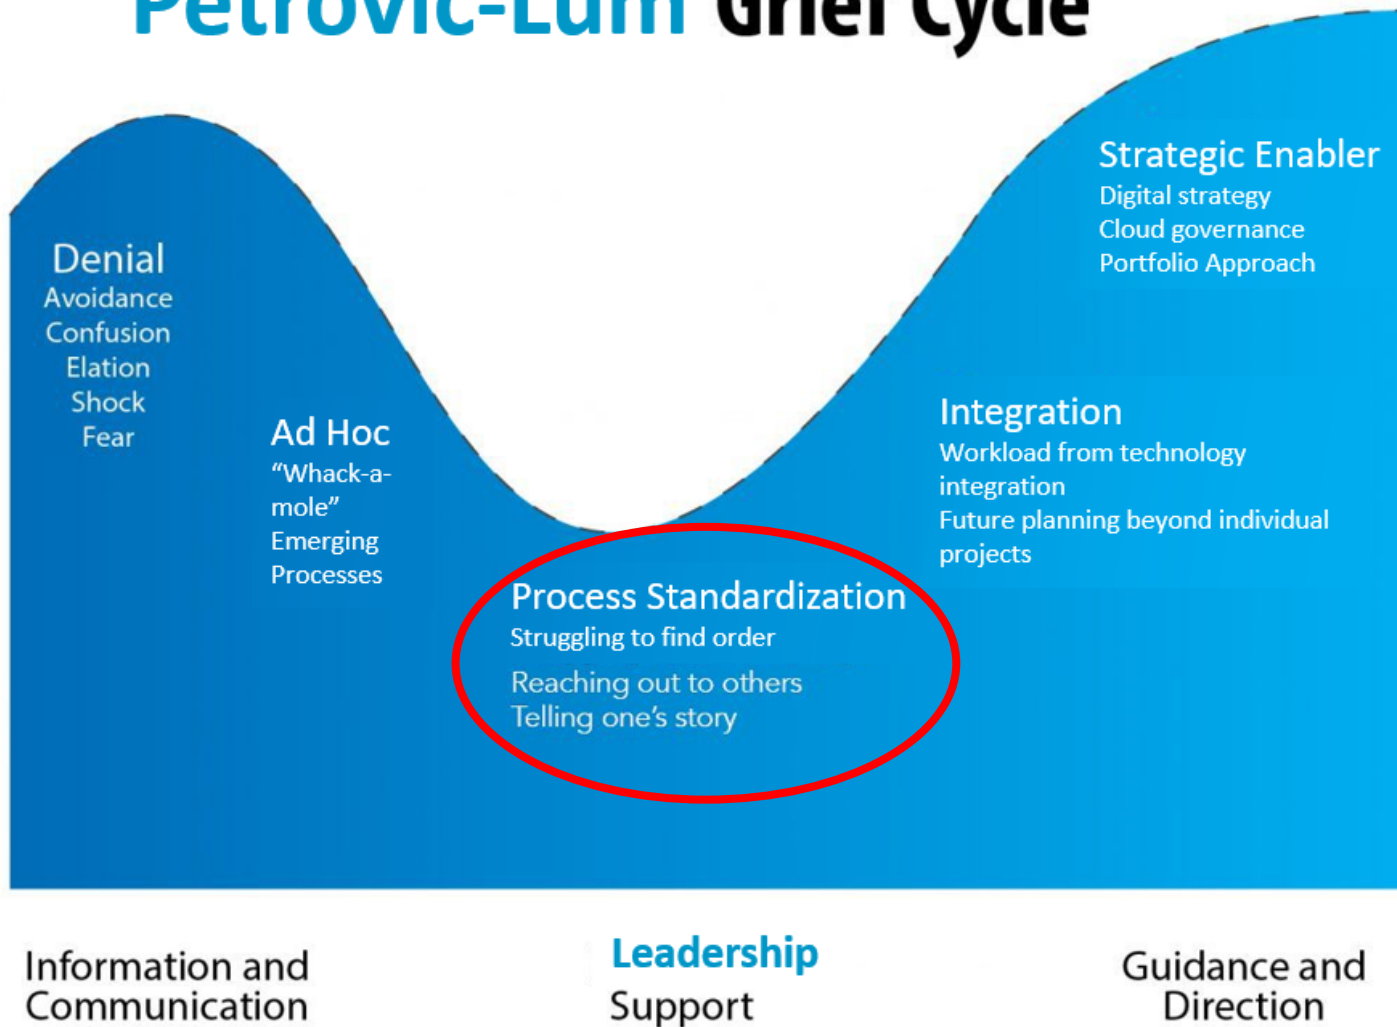 Petrovic-Lum Grief Cycle
Denial
Avoidance
Confusion
Elation
Shock
Fear
Ad Hoc
“Whack-a-
mole”
Emerging
Processes
Process Standardization
Struggling to find order
Reaching out to others
Telling one’s story
Integration
Workload from technology
integration
Future planning beyond individual
projects
Strategic Enabler
Digital strategy
Cloud governance
Portfolio Approach
Information and
Communication
Leadership
Support
Guidance and
Direction